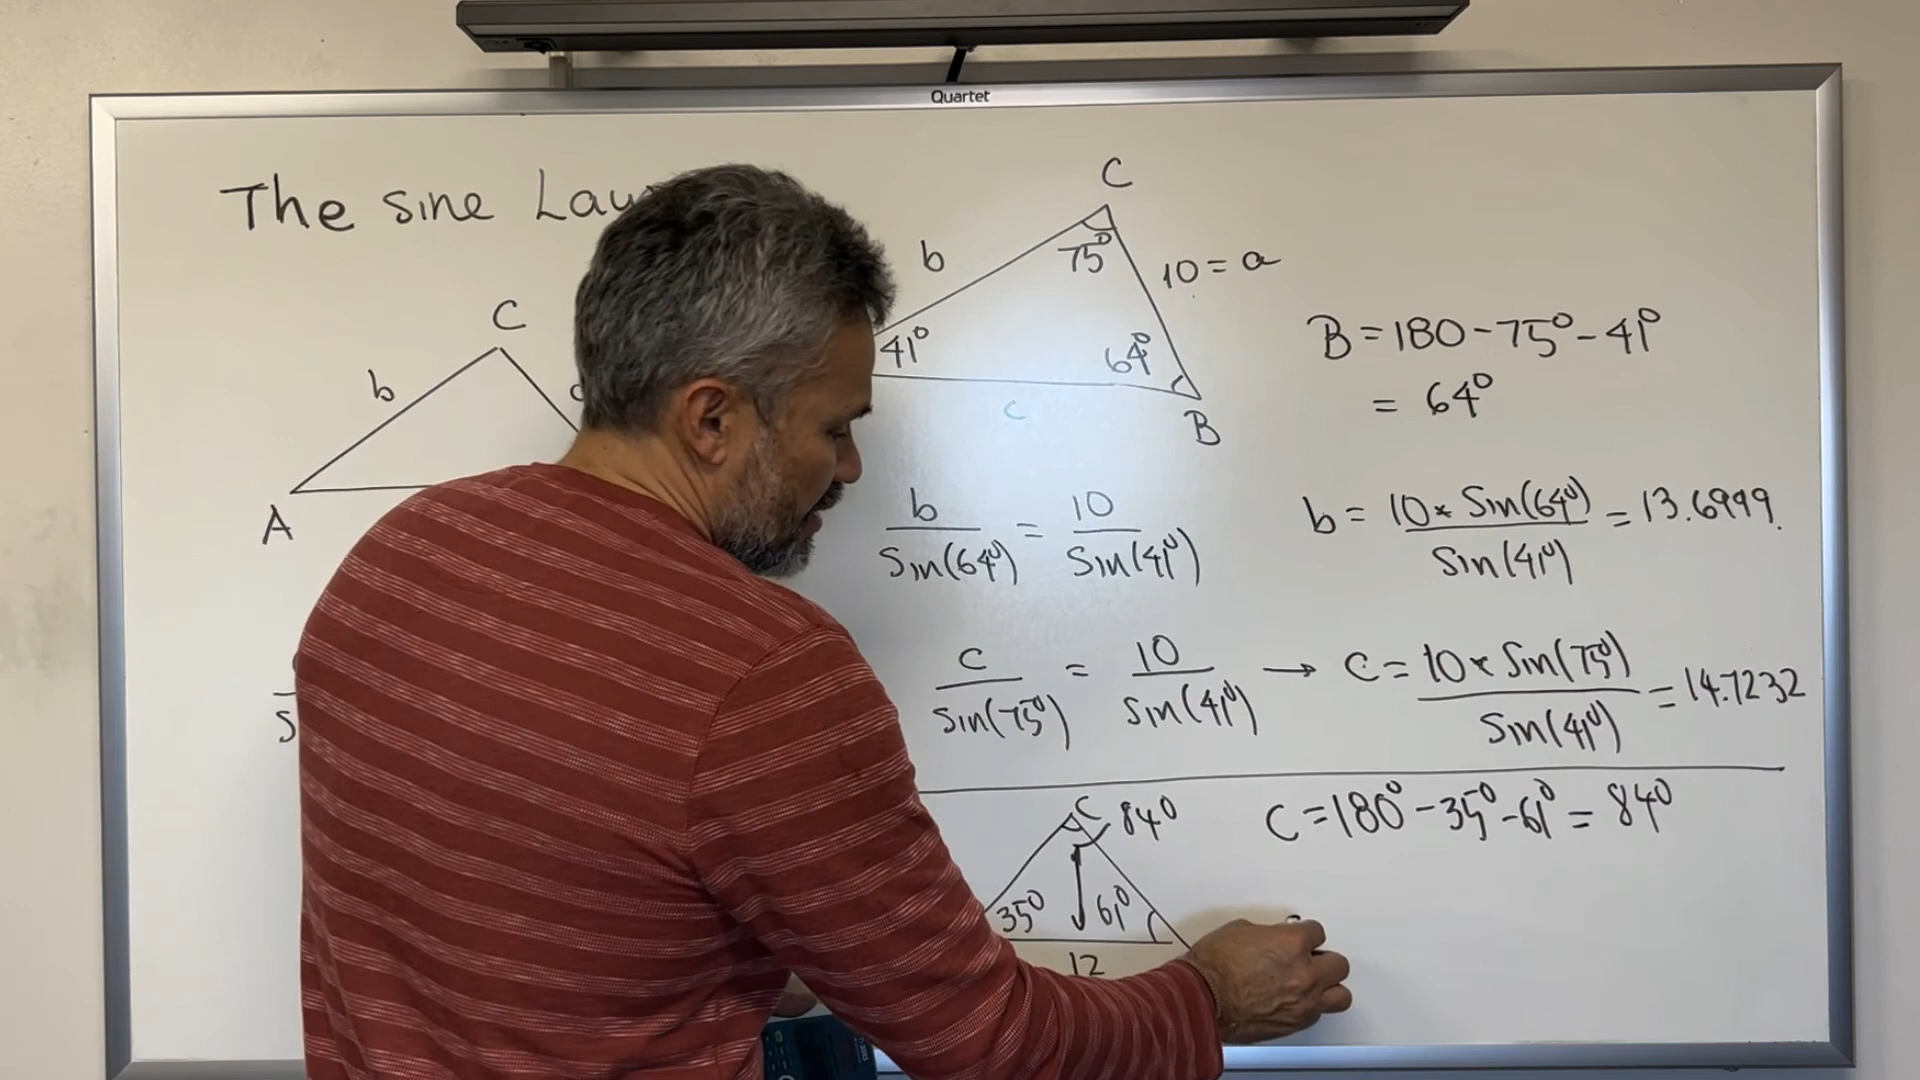 Quartet
The sine
C
b
A
C
b
75°
10 = a
41°
64°
c
B
B = 180 - 75° - 41°
= 64°
b / Sin(64°) = 10 / Sin(41°)
b = 10 * Sin(64°) / Sin(41°) = 13.6999.
c / Sin(75°) = 10 / Sin(41°) → C = 10 * Sin(75°) / Sin(41°) = 14.7232
C
84°
35°
61°
12
C = 180° - 35° - 61° = 84°